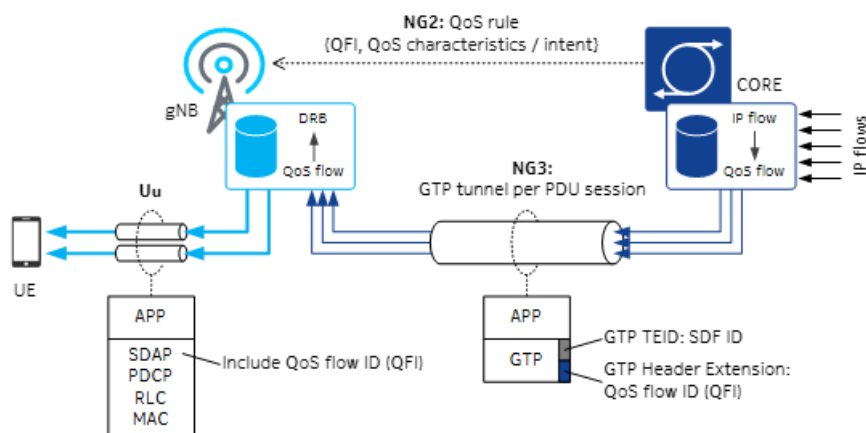 NG2: QoS rule
{QFI, QoS characteristics / intent}
gNB
CORE
DRB
QoS flow
IP flow
QoS flow
IP flows
NG3:
GTP tunnel per PDU session
Uu
UE
APP
SDAP
PDCP
RLC
MAC
Include QoS flow ID (QFI)
APP
GTP
GTP TEID: SDF ID
GTP Header Extension:
QoS flow ID (QFI)